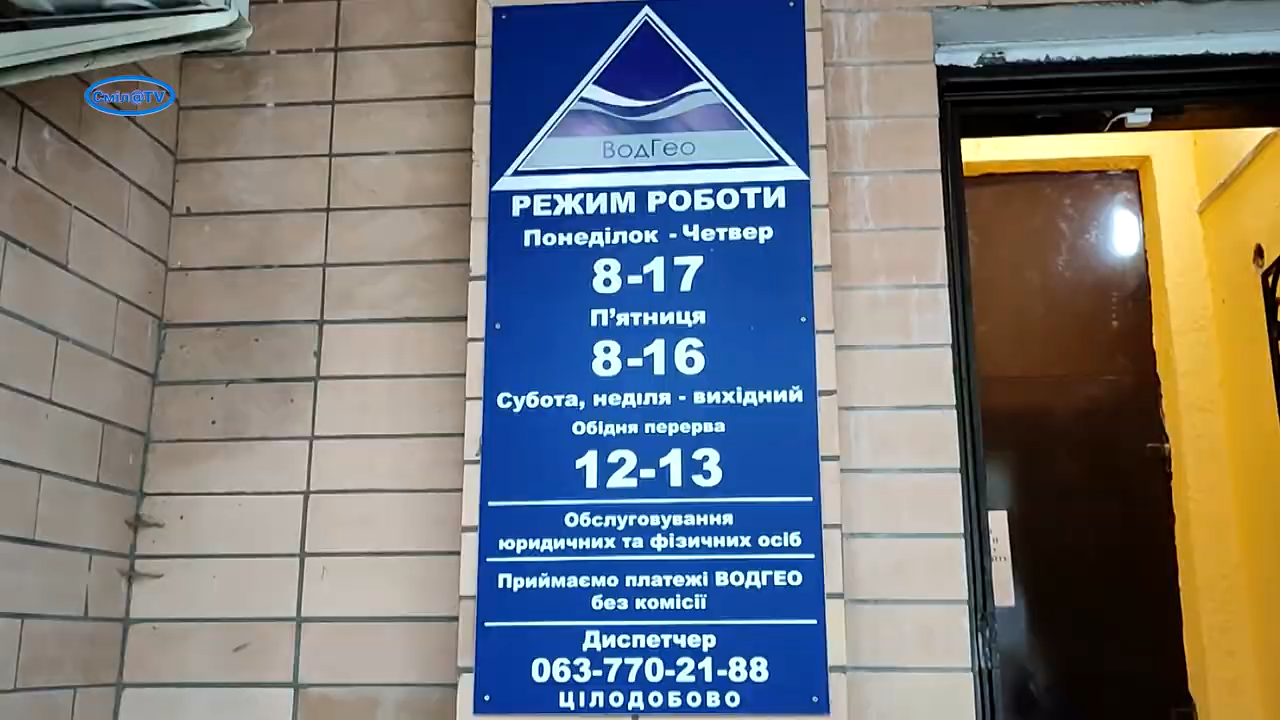 Сміл@TV
ВодГео
РЕЖИМ РОБОТИ
Понеділок - Четвер
8-17
П'ятниця
8-16
Субота, неділя - вихідний
Обідня перерва
12-13
Обслуговування
юридичних та фізичних осіб
Приймаємо платежі ВОДГЕО
без комісії
Диспетчер
063-770-21-88
ЦІЛОДОБОВО